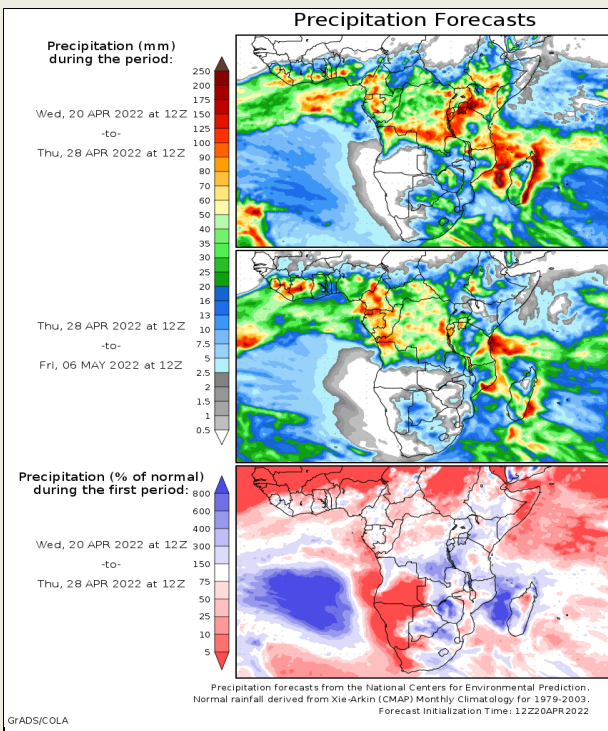 Precipitation Forecasts
Precipitation (mm)
during the period:
Wed, 20 APR 2022 at 12Z
-to-
Thu, 28 APR 2022 at 12Z
250
200
175
150
125
100
90
80
70
60
50
40
35
30
25
20
16
13
10
7.5
5
2.5
2
1.5
1
0.5
Thu, 28 APR 2022 at 12Z
-to-
Fri, 06 MAY 2022 at 12Z
Precipitation (% of normal)
during the first period:
Wed, 20 APR 2022 at 12Z
-to-
Thu, 28 APR 2022 at 12Z
800
600
400
300
150
75
50
25
10
5
Precipitation forecasts from the National Centers for Environmental Prediction.
Normal rainfall derived from Xie-Arkin (CMAP) Monthly Climatology for 1979-2003.
Forecast Initialization Time: 12Z20APR2022
GrADS/COLA